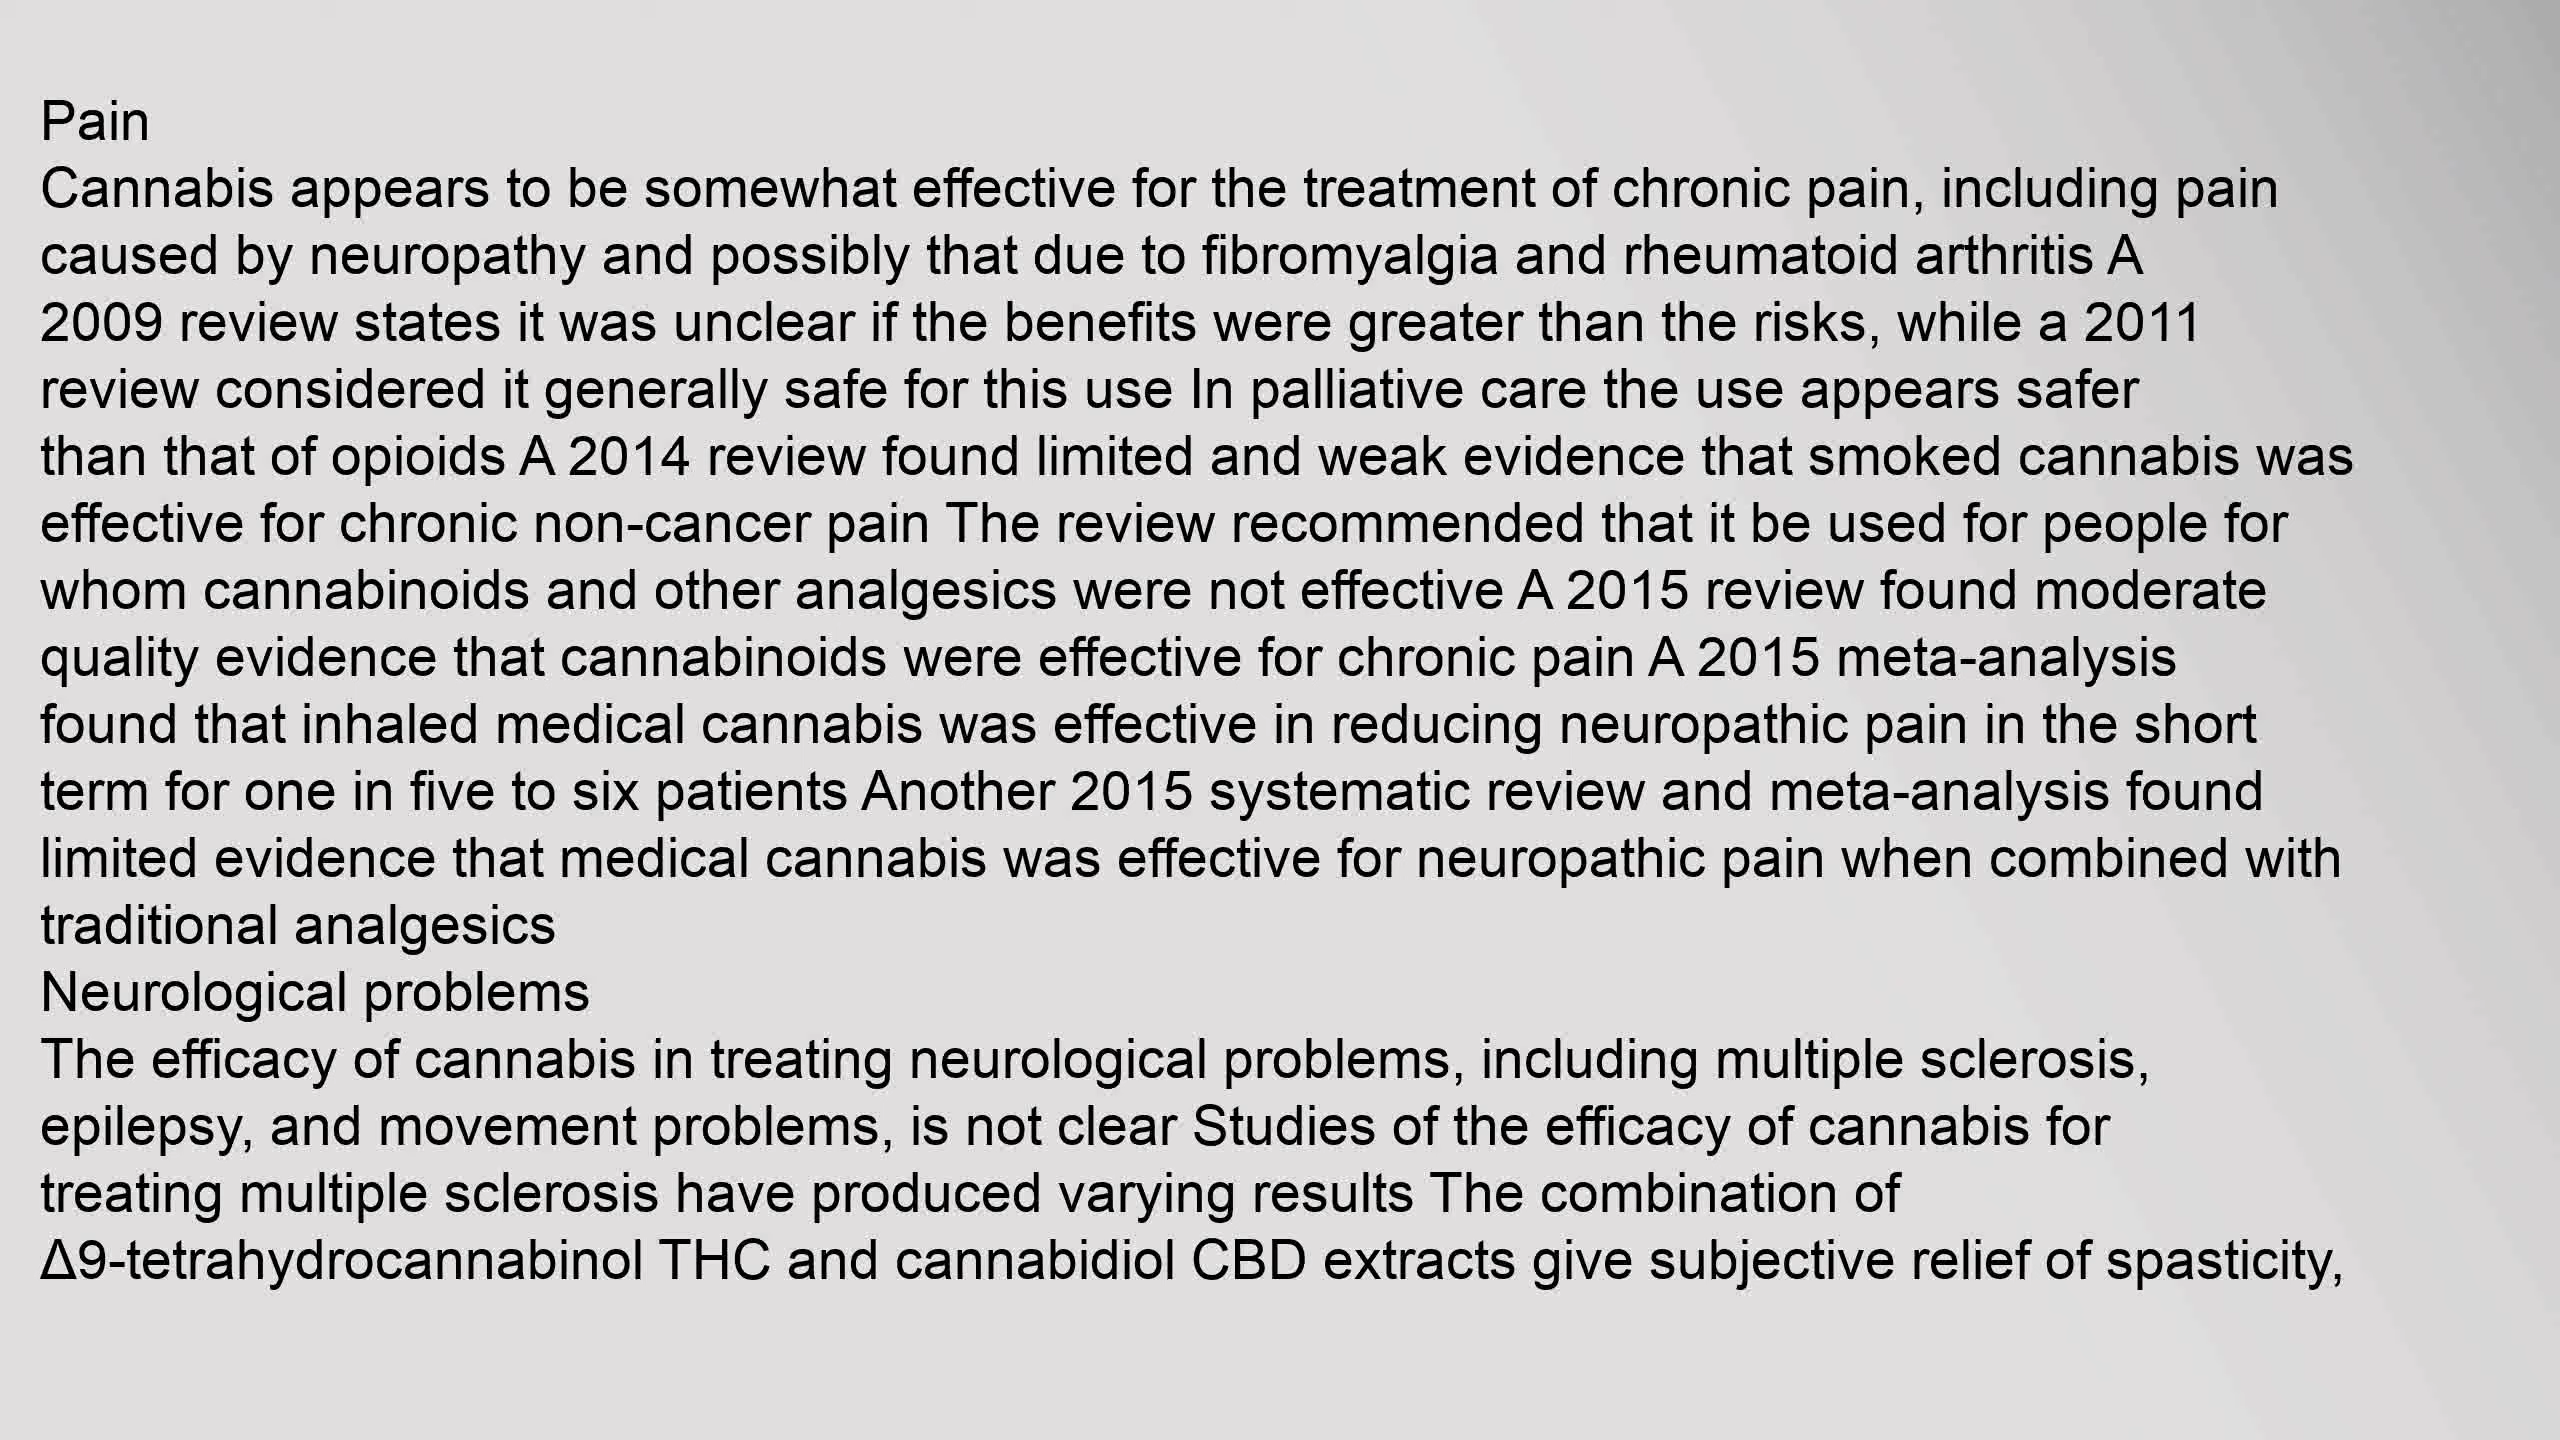 Pain
Cannabis appears to be somewhat effective for the treatment of chronic pain, including pain
caused by neuropathy and possibly that due to fibromyalgia and rheumatoid arthritis A
2009 review states it was unclear if the benefits were greater than the risks, while a 2011
review considered it generally safe for this use In palliative care the use appears safer
than that of opioids A 2014 review found limited and weak evidence that smoked cannabis was
effective for chronic non-cancer pain The review recommended that it be used for people for
whom cannabinoids and other analgesics were not effective A 2015 review found moderate
quality evidence that cannabinoids were effective for chronic pain A 2015 meta-analysis
found that inhaled medical cannabis was effective in reducing neuropathic pain in the short
term for one in five to six patients Another 2015 systematic review and meta-analysis found
limited evidence that medical cannabis was effective for neuropathic pain when combined with
traditional analgesics
Neurological problems
The efficacy of cannabis in treating neurological problems, including multiple sclerosis,
epilepsy, and movement problems, is not clear Studies of the efficacy of cannabis for
treating multiple sclerosis have produced varying results The combination of
Δ9-tetrahydrocannabinol THC and cannabidiol CBD extracts give subjective relief of spasticity,